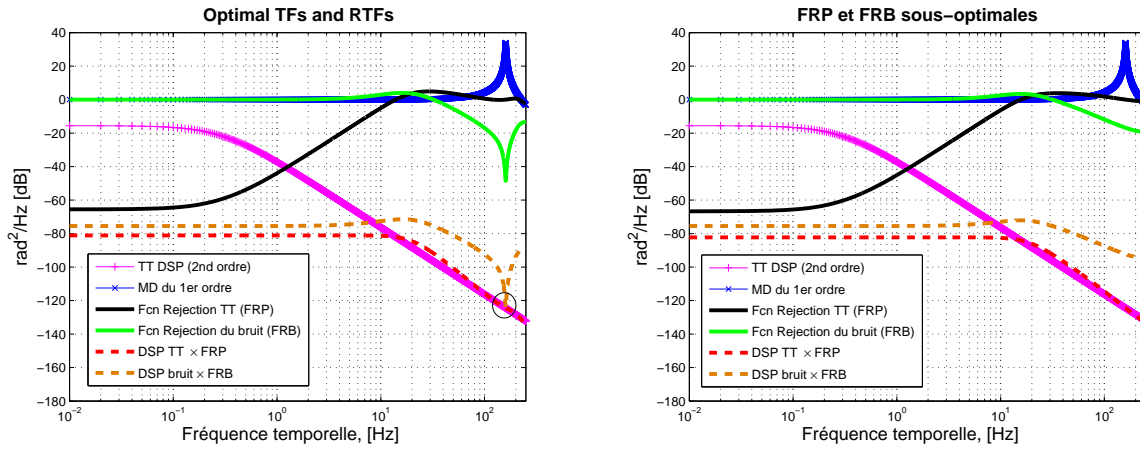 Optimal TFs and RTFs
rad²/Hz [dB]
40
20
0
−20
−40
−60
−80
−100
−120
−140
−160
−180
TT DSP (2nd ordre)
MD du 1er ordre
Fcn Rejection TT (FRP)
Fcn Rejection du bruit (FRB)
DSP TT × FRP
DSP bruit × FRB
10⁻² 10⁻¹ 10⁰ 10¹ 10²
Fréquence temporelle, [Hz]
FRP et FRB sous−optimales
rad²/Hz [dB]
40
20
0
−20
−40
−60
−80
−100
−120
−140
−160
−180
TT DSP (2nd ordre)
MD du 1er ordre
Fcn Rejection TT (FRP)
Fcn Rejection du bruit (FRB)
DSP TT × FRP
DSP bruit × FRB
10⁻² 10⁻¹ 10⁰ 10¹ 10²
Fréquence temporelle, [Hz]